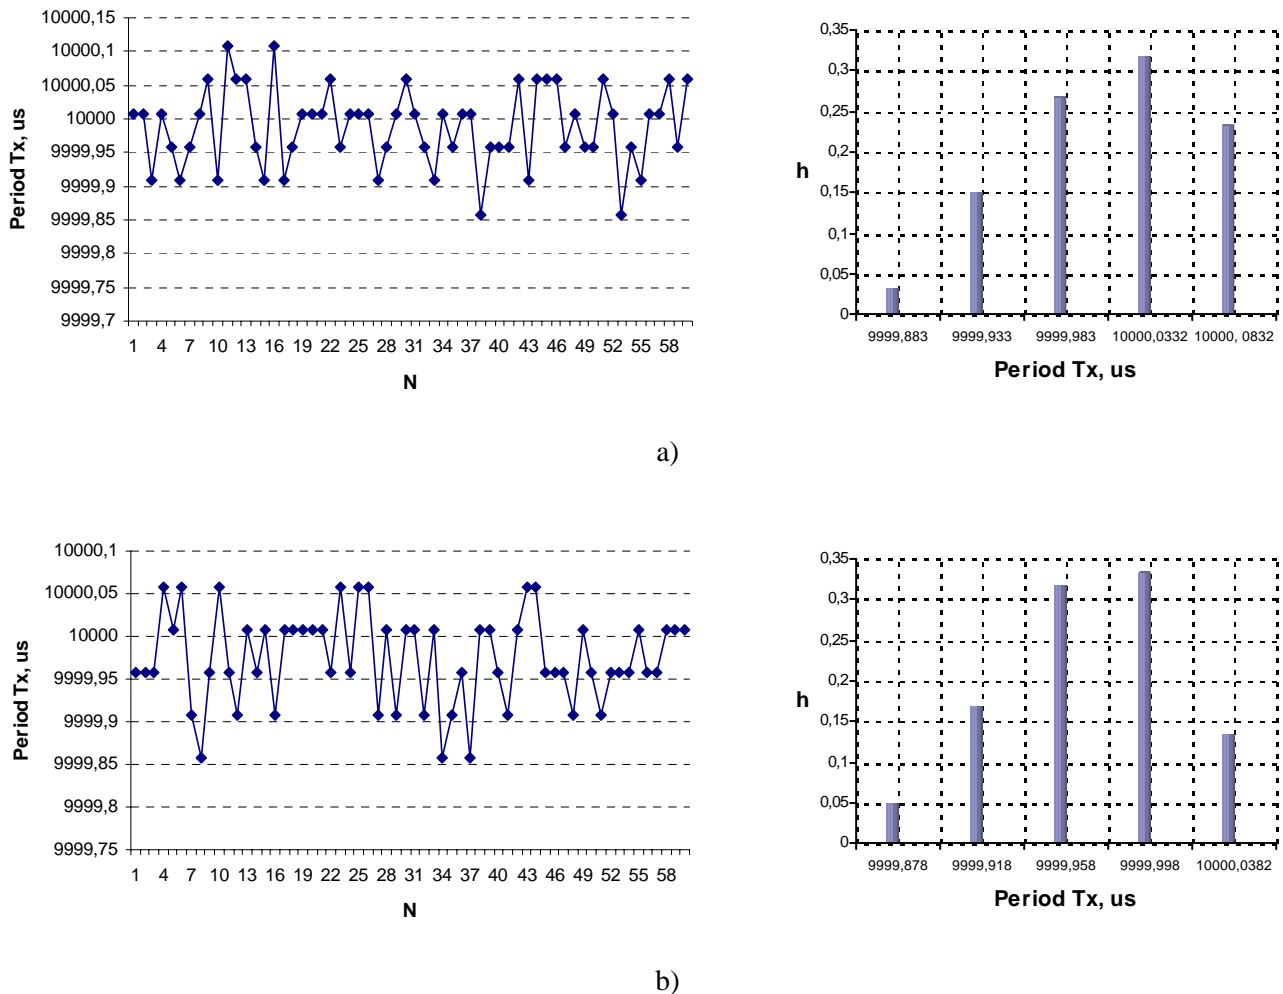 10000,15
10000,1
10000,05
10000
9999,95
9999,9
9999,85
9999,8
9999,75
9999,7
Period Tx, us
1 4 7 10 13 16 19 22 25 28 31 34 37 40 43 46 49 52 55 58
N
0,35
0,3
0,25
0,2
0,15
0,1
0,05
0
h
9999,883 9999,933 9999,983 10000,0332 10000, 0832
Period Tx, us
a)
10000,1
10000,05
10000
9999,95
9999,9
9999,85
9999,8
9999,75
Period Tx, us
1 4 7 10 13 16 19 22 25 28 31 34 37 40 43 46 49 52 55 58
N
0,35
0,3
0,25
0,2
0,15
0,1
0,05
0
h
9999,878 9999,918 9999,958 9999,998 10000,0382
Period Tx, us
b)